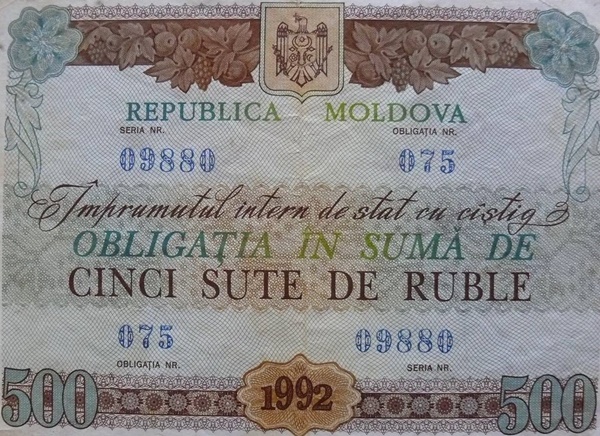 REPUBLICA MOLDOVA
SERIA NR. OBLIGAȚIA NR.
09880 075
Împrumutul intern de stat cu cîștig
OBLIGAȚIA ÎN SUMĂ DE
CINCI SUTE DE RUBLE
075 09880
OBLIGAȚIA NR. SERIA NR.
500 1992 500